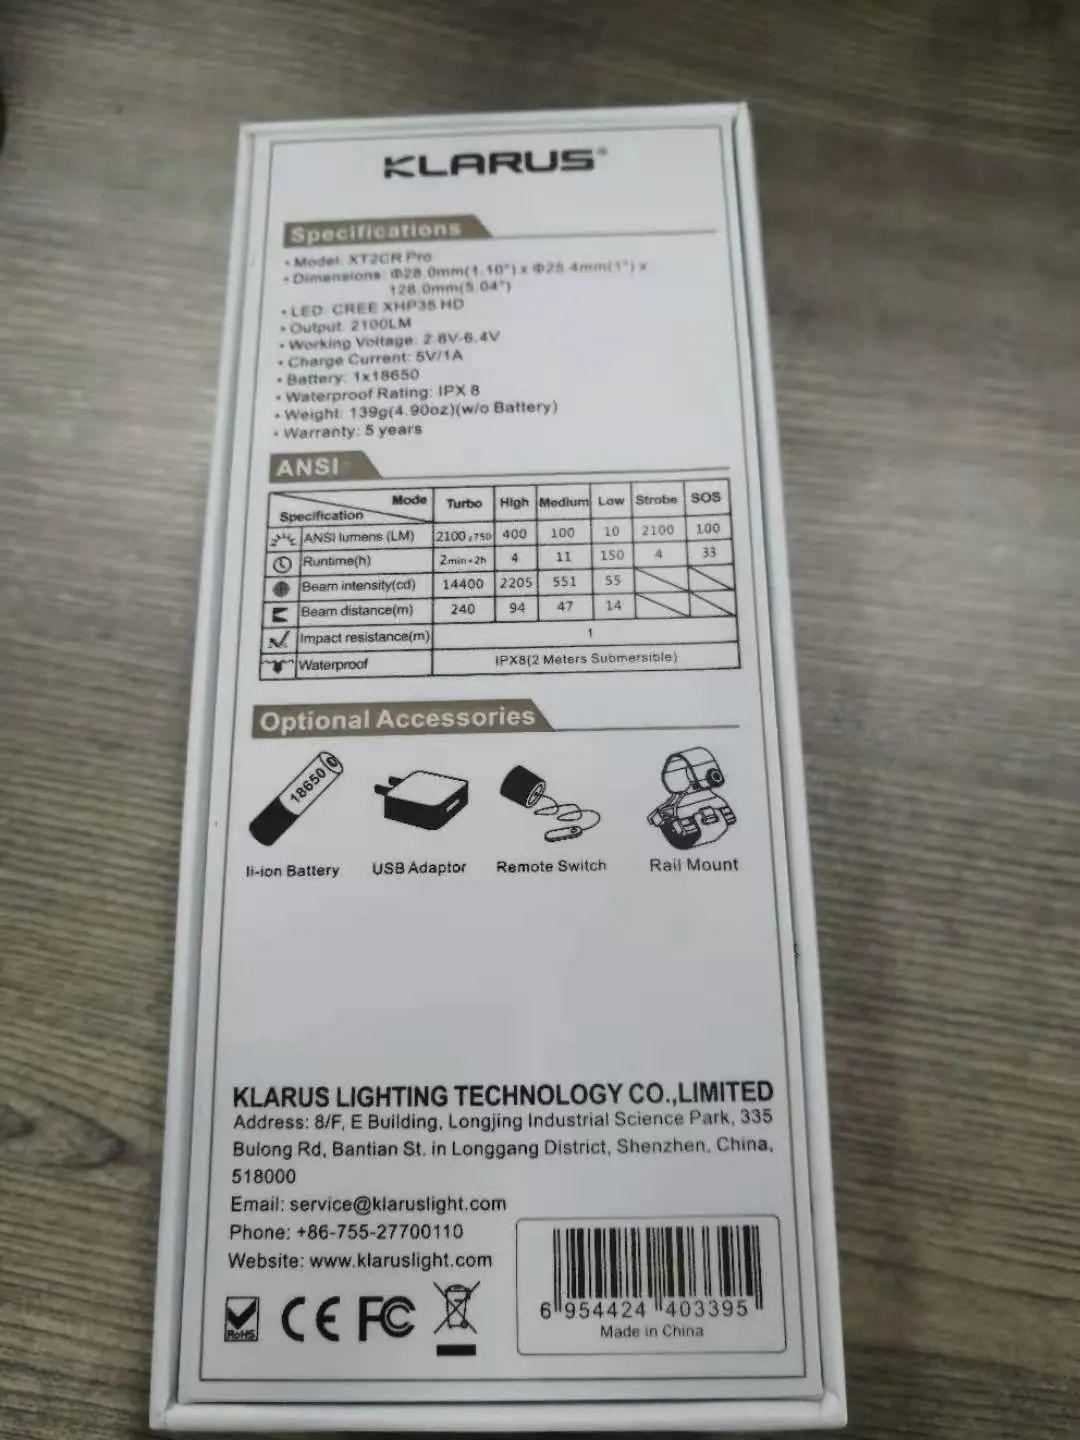 KLARUS®
Specifications
• Model: XT2CR Pro
• Dimensions: Φ28.0mm(1.10") x Φ25.4mm(1") x
128.0mm(5.04")
• LED: CREE XHP35 HD
• Output: 2100LM
• Working Voltage: 2.8V-6.4V
• Charge Current: 5V/1A
• Battery: 1x18650
• Waterproof Rating: IPX 8
• Weight: 139g(4.90oz)(w/o Battery)
• Warranty: 5 years
ANSI
Mode Specification Turbo High Medium Low Strobe SOS
ANSI lumens (LM) 2100~750 400 100 10 2100 100
Runtime(h) 2min+2h 4 11 150 4 33
Beam intensity(cd) 14400 2205 551 55
Beam distance(m) 240 94 47 14
Impact resistance(m) 1
Waterproof IPX8(2 Meters Submersible)
Optional Accessories
18650
li-ion Battery USB Adaptor Remote Switch Rail Mount
KLARUS LIGHTING TECHNOLOGY CO.,LIMITED
Address: 8/F, E Building, Longjing Industrial Science Park, 335
Bulong Rd, Bantian St. in Longgang District, Shenzhen, China,
518000
Email: service@klaruslight.com
Phone: +86-755-27700110
Website: www.klaruslight.com
RoHS CE FC
6 954424 403395
Made in China